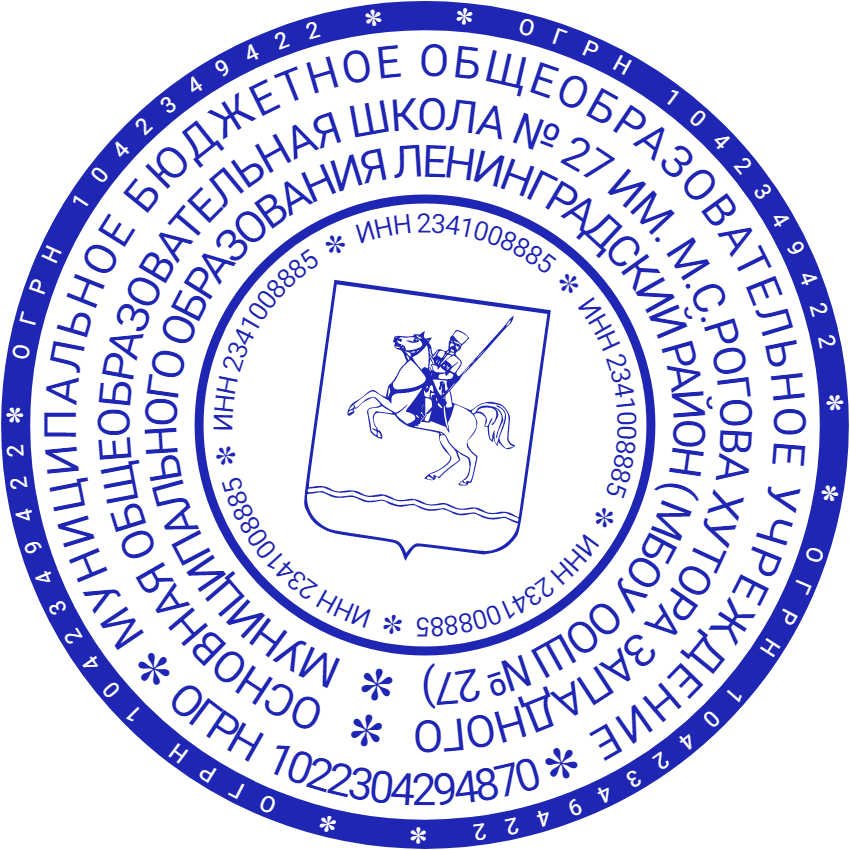 * ОГРН 1042349422 *
* ОГРН 1042349422 *
* ОГРН 1042349422 *
* ОГРН 1042349422 *
МУНИЦИПАЛЬНОЕ БЮДЖЕТНОЕ ОБЩЕОБРАЗОВАТЕЛЬНОЕ УЧРЕЖДЕНИЕ
* ОГРН 1022304294870 *
ОСНОВНАЯ ОБЩЕОБРАЗОВАТЕЛЬНАЯ ШКОЛА № 27 ИМ. М.С.РОГОВА ХУТОРА ЗАПАДНОГО *
МУНИЦИПАЛЬНОГО ОБРАЗОВАНИЯ ЛЕНИНГРАДСКИЙ РАЙОН (МБОУ ООШ № 27) *
ИНН 2341008885 *
ИНН 2341008885 *
ИНН 2341008885 *
ИНН 2341008885 *
ИНН 2341008885 *